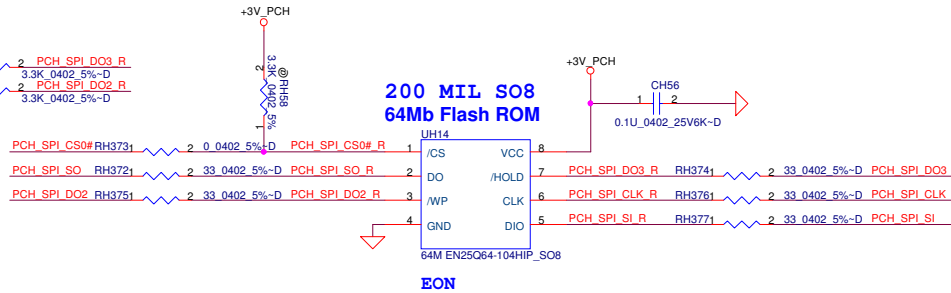 +3V_PCH
2 PCH_SPI_DO3_R
3.3K_0402_5%~D
2 PCH_SPI_DO2_R
3.3K_0402_5%~D
2
@RH58
3.3K_0402_5%
1
+3V_PCH
CH56
1 2
0.1U_0402_25V6K~D
200 MIL SO8
64Mb Flash ROM
UH14
PCH_SPI_CS0# RH373 1 2 0_0402_5%~D PCH_SPI_CS0#_R 1 /CS VCC 8
PCH_SPI_SO RH372 1 2 33_0402_5%~D PCH_SPI_SO_R 2 DO /HOLD 7 PCH_SPI_DO3_R RH374 1 2 33_0402_5%~D PCH_SPI_DO3
PCH_SPI_DO2 RH375 1 2 33_0402_5%~D PCH_SPI_DO2_R 3 /WP CLK 6 PCH_SPI_CLK_R RH376 1 2 33_0402_5%~D PCH_SPI_CLK
4 GND DIO 5 PCH_SPI_SI_R RH377 1 2 33_0402_5%~D PCH_SPI_SI
64M EN25Q64-104HIP_SO8
EON